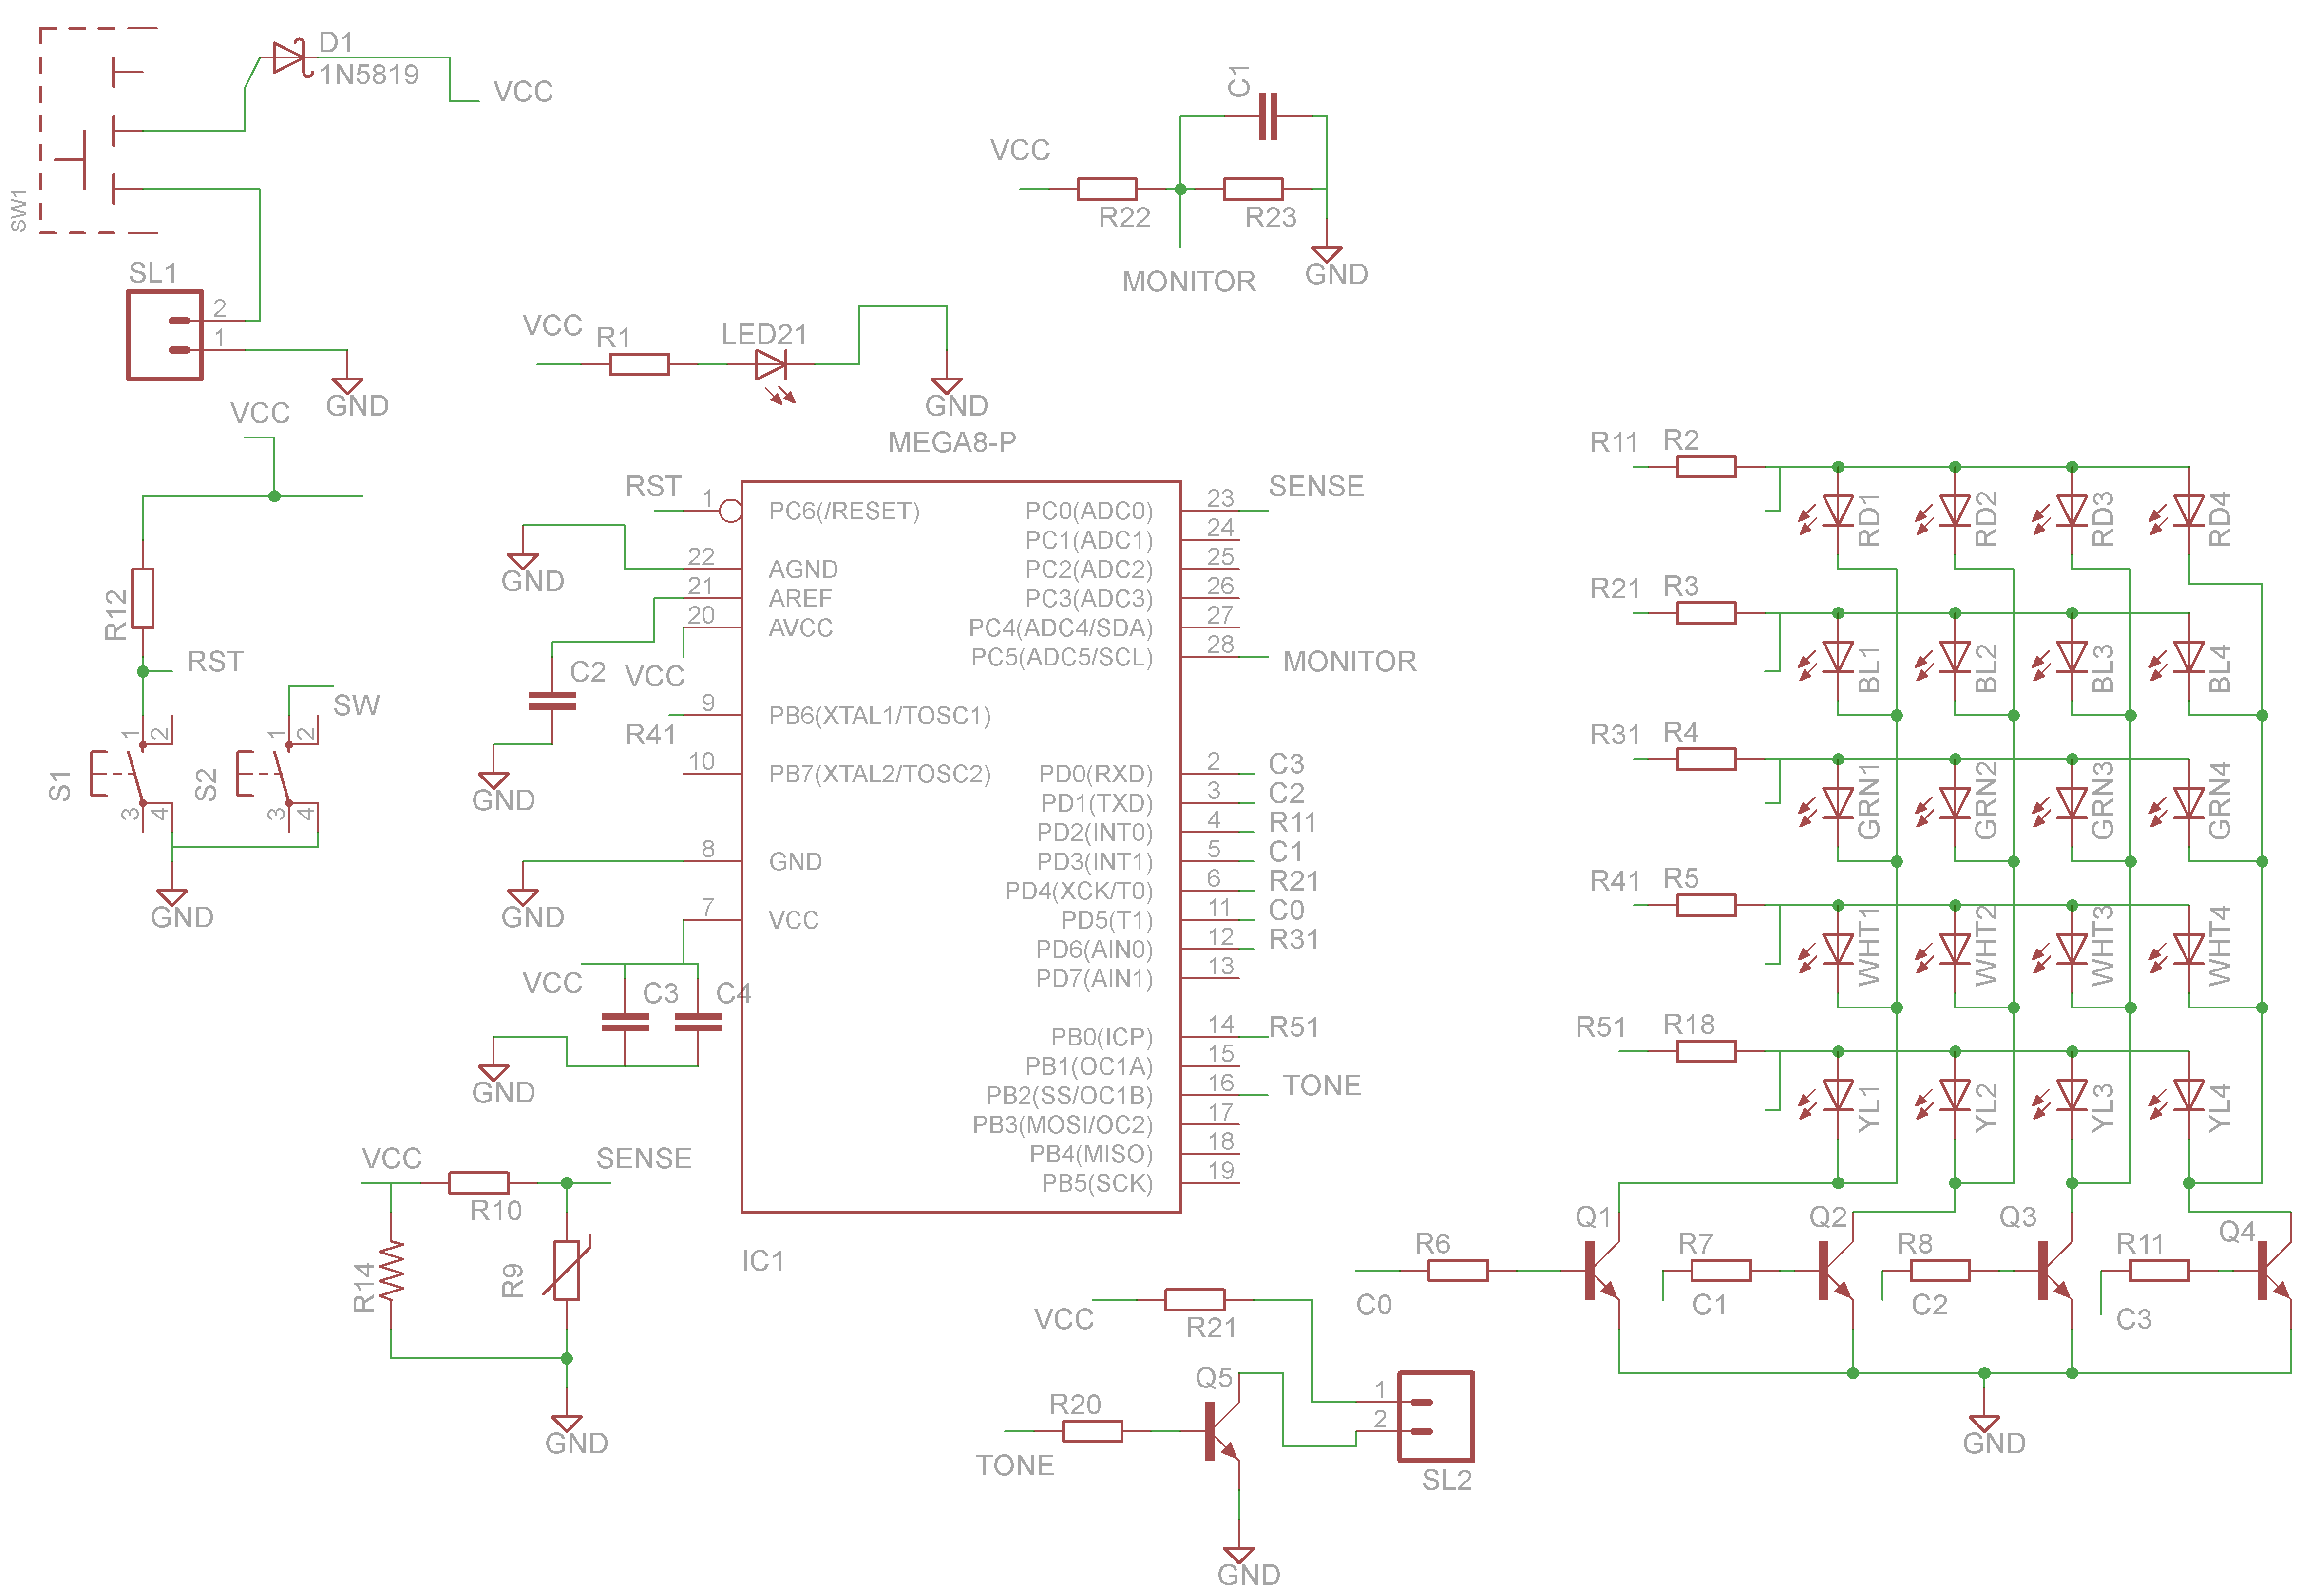 D1
1N5819
VCC
SW1
SL1
2
1
GND
C1
VCC
R22
R23
MONITOR
GND
VCC
R1
LED21
GND
VCC
R12
RST
SW
1
2
S1
3
4
1
2
S2
3
4
GND
MEGA8-P
RST
1
PC6(/RESET)
GND
22
AGND
21
AREF
20
AVCC
C2
VCC
GND
9
PB6(XTAL1/TOSC1)
R41
10
PB7(XTAL2/TOSC2)
8
GND
GND
7
VCC
VCC
C3
C4
GND
PC0(ADC0)
23
SENSE
PC1(ADC1)
24
PC2(ADC2)
25
PC3(ADC3)
26
PC4(ADC4/SDA)
27
PC5(ADC5/SCL)
28
MONITOR
PD0(RXD)
2
C3
PD1(TXD)
3
C2
PD2(INT0)
4
R11
PD3(INT1)
5
C1
PD4(XCK/T0)
6
R21
PD5(T1)
11
C0
PD6(AIN0)
12
R31
PD7(AIN1)
13
PB0(ICP)
14
R51
PB1(OC1A)
15
PB2(SS/OC1B)
16
TONE
PB3(MOSI/OC2)
17
PB4(MISO)
18
PB5(SCK)
19
IC1
VCC
SENSE
R10
R14
R9
GND
R11
R2
RD1
RD2
RD3
RD4
R21
R3
BL1
BL2
BL3
BL4
R31
R4
GRN1
GRN2
GRN3
GRN4
R41
R5
WHT1
WHT2
WHT3
WHT4
R51
R18
YL1
YL2
YL3
YL4
Q1
Q2
Q3
Q4
R6
R7
R8
R11
C0
C1
C2
C3
GND
VCC
R21
Q5
R20
TONE
1
2
SL2
GND